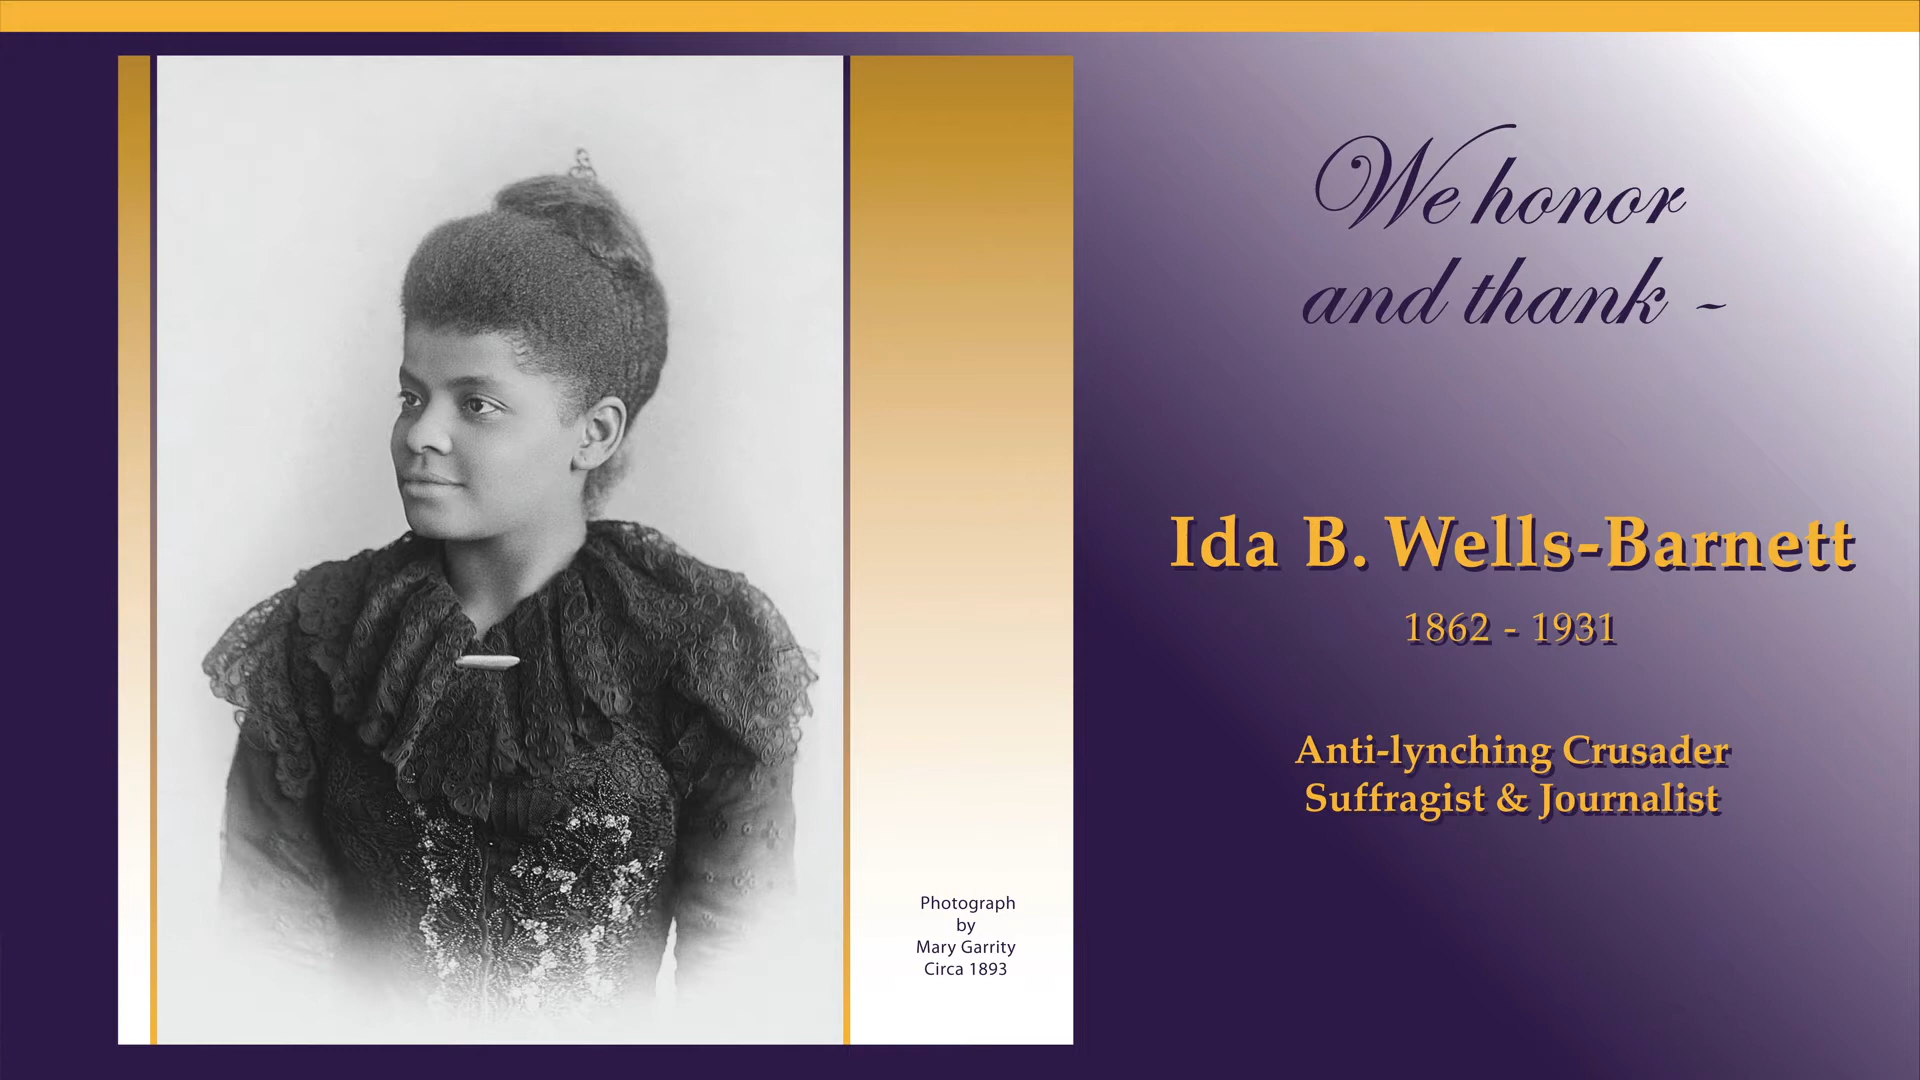 We honor
and thank -
Ida B. Wells-Barnett
1862 - 1931
Anti-lynching Crusader
Suffragist & Journalist
Photograph
by
Mary Garrity
Circa 1893